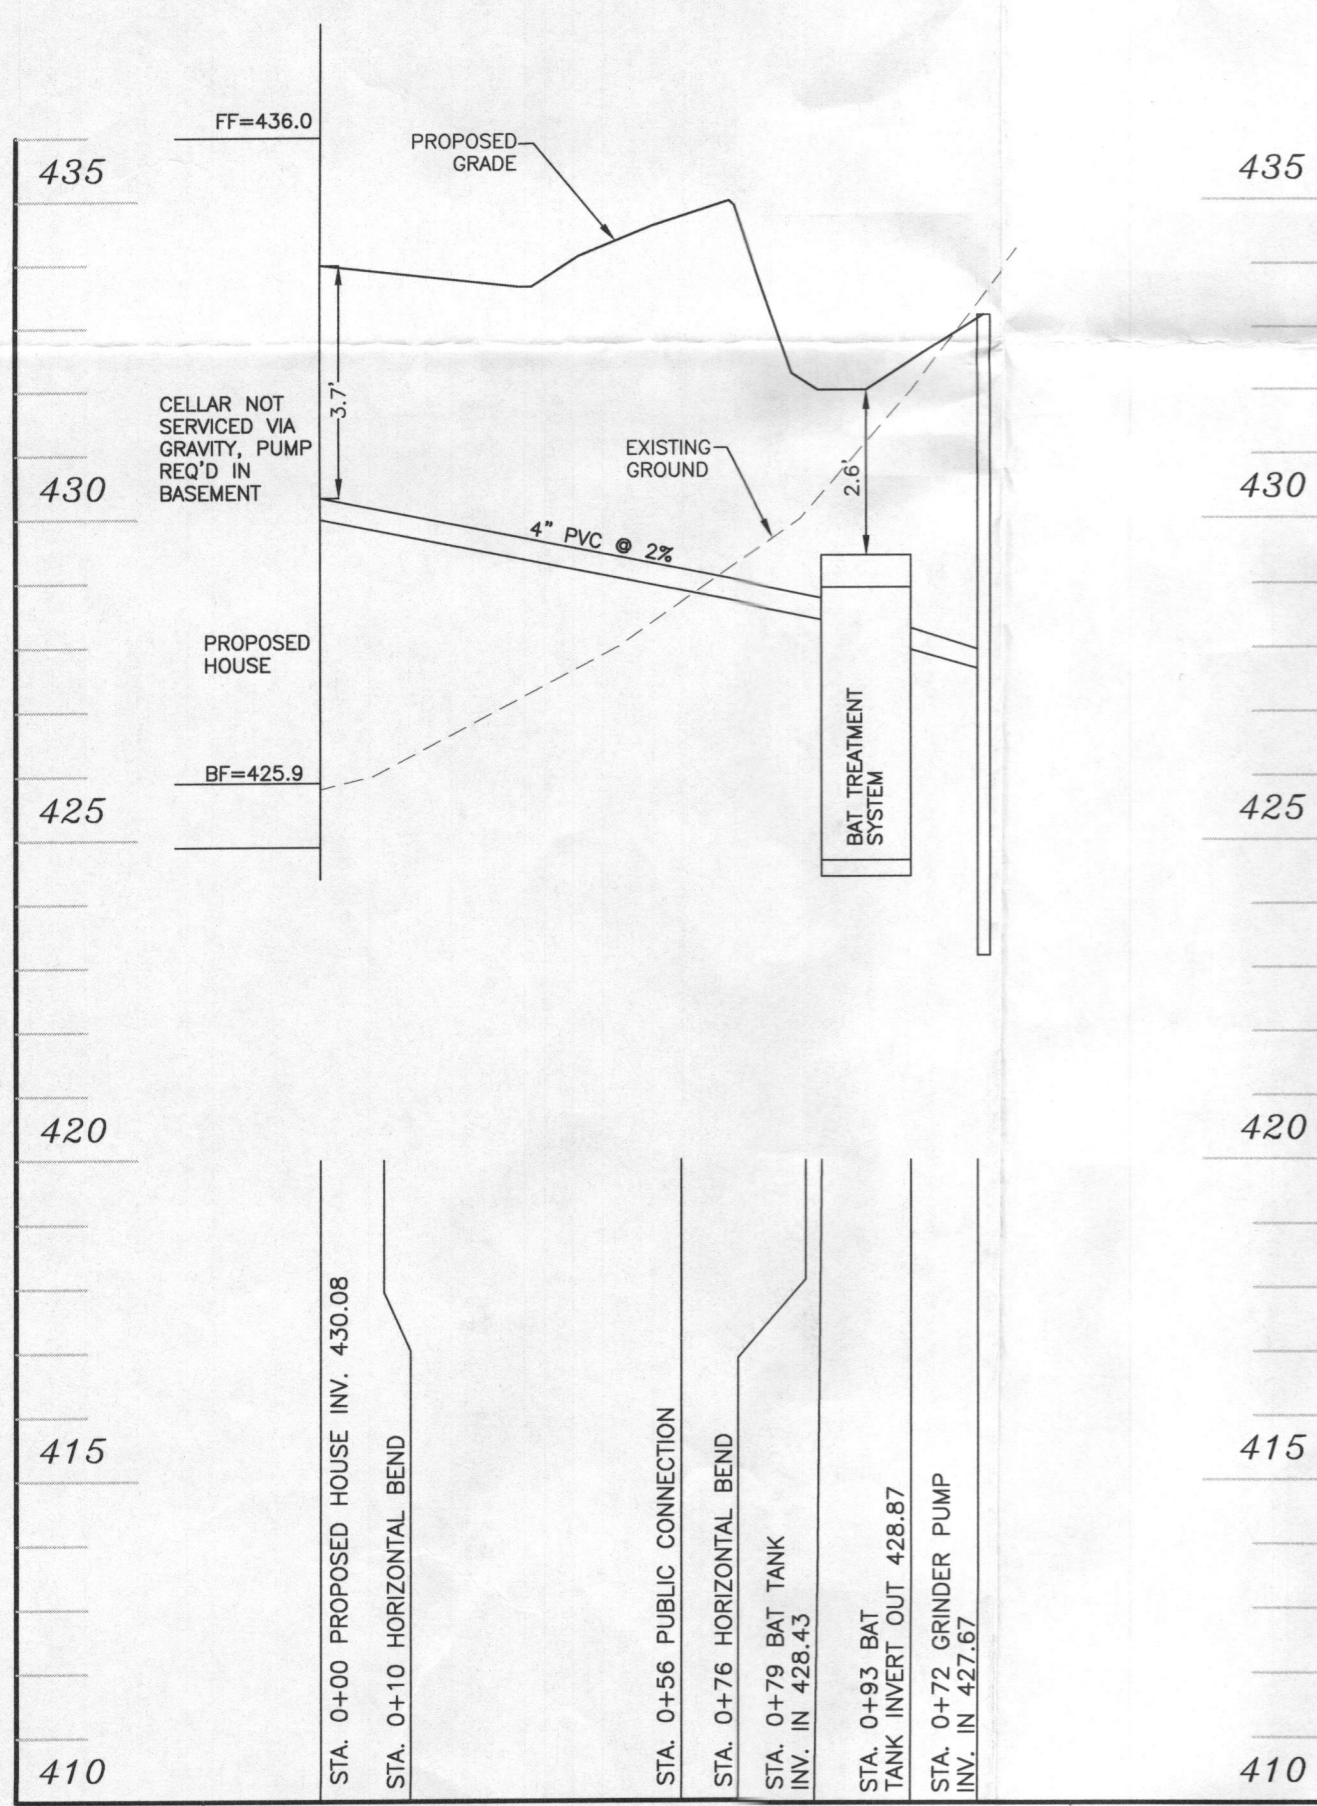 FF=436.0
PROPOSED
GRADE
435
435
3.7'
CELLAR NOT
SERVICED VIA
GRAVITY, PUMP
REQ'D IN
BASEMENT
EXISTING
GROUND
2.6'
430
430
4" PVC @ 2%
PROPOSED
HOUSE
BAT TREATMENT
SYSTEM
BF=425.9
425
425
420
420
415
415
STA. 0+00 PROPOSED HOUSE INV. 430.08
STA. 0+10 HORIZONTAL BEND
STA. 0+56 PUBLIC CONNECTION
STA. 0+76 HORIZONTAL BEND
STA. 0+79 BAT TANK
INV. IN 428.43
STA. 0+93 BAT
TANK INVERT OUT 428.87
STA. 0+72 GRINDER PUMP
INV. IN 427.67
410
410